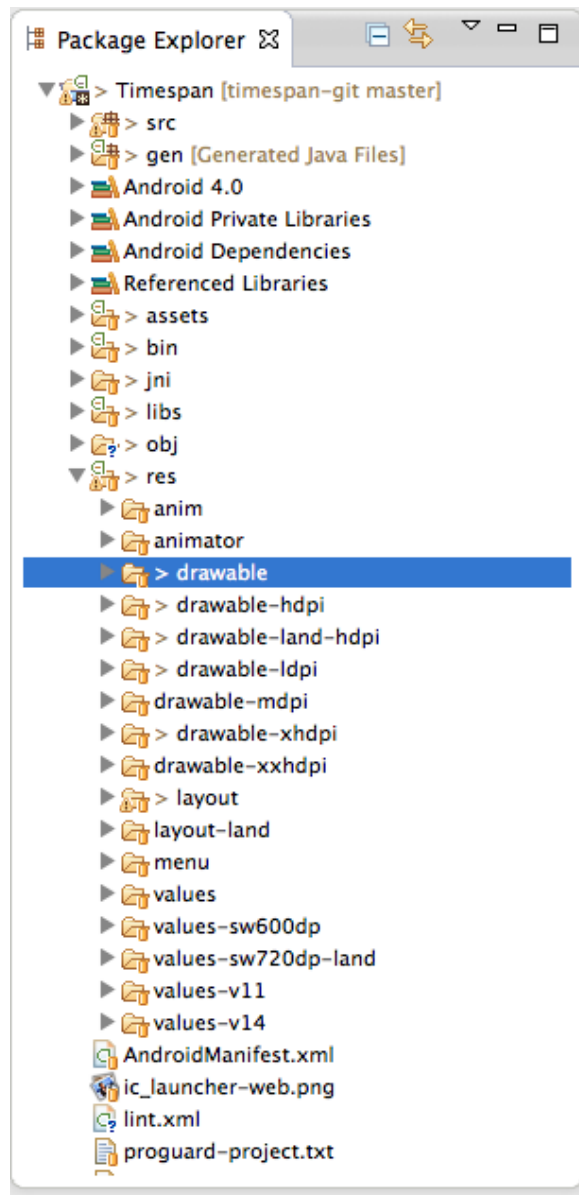 Package Explorer
> Timespan [timespan-git master]
> src
> gen [Generated Java Files]
Android 4.0
Android Private Libraries
Android Dependencies
Referenced Libraries
> assets
> bin
> jni
> libs
> obj
> res
anim
animator
> drawable
> drawable-hdpi
> drawable-land-hdpi
> drawable-ldpi
drawable-mdpi
> drawable-xhdpi
drawable-xxhdpi
> layout
layout-land
menu
values
values-sw600dp
values-sw720dp-land
values-v11
values-v14
AndroidManifest.xml
ic_launcher-web.png
lint.xml
proguard-project.txt